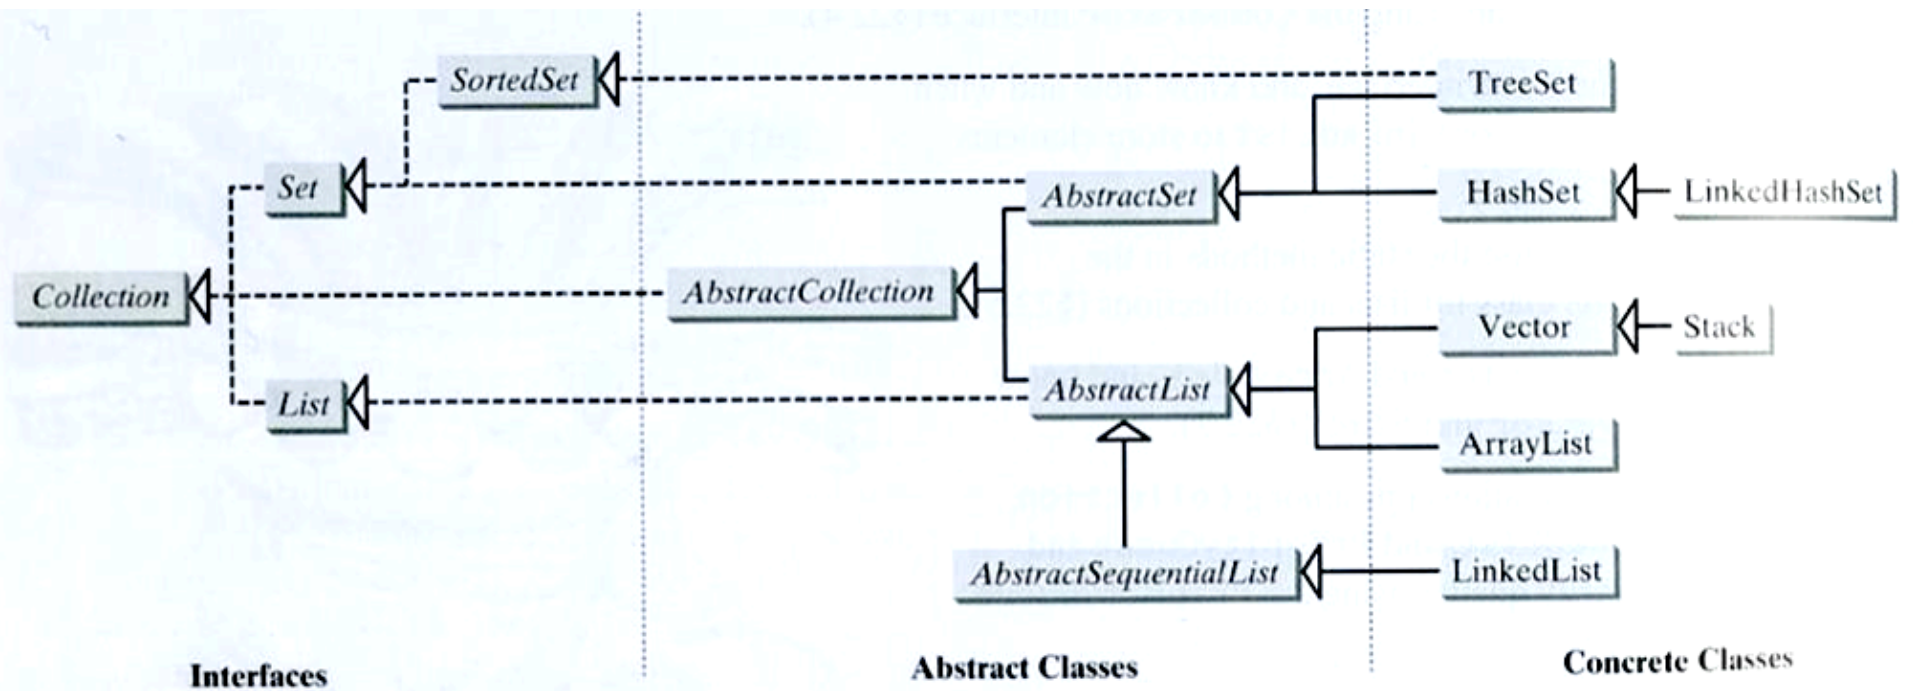 SortedSet
TreeSet
Set
AbstractSet
HashSet
LinkedHashSet
Collection
AbstractCollection
Vector
Stack
List
AbstractList
ArrayList
AbstractSequentialList
LinkedList
Interfaces
Abstract Classes
Concrete Classes